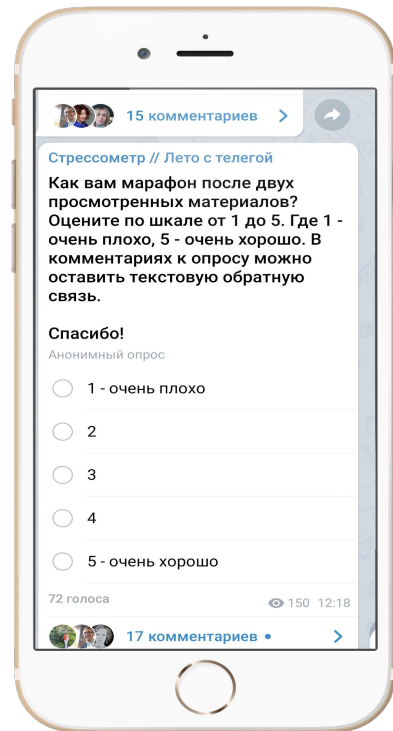 15 комментариев
Стрессометр // Лето с телегой
Как вам марафон после двух
просмотренных материалов?
Оцените по шкале от 1 до 5. Где 1 -
очень плохо, 5 - очень хорошо. В
комментариях к опросу можно
оставить текстовую обратную
связь.
Спасибо!
Анонимный опрос
1 - очень плохо
2
3
4
5 - очень хорошо
72 голоса
150 12:18
17 комментариев